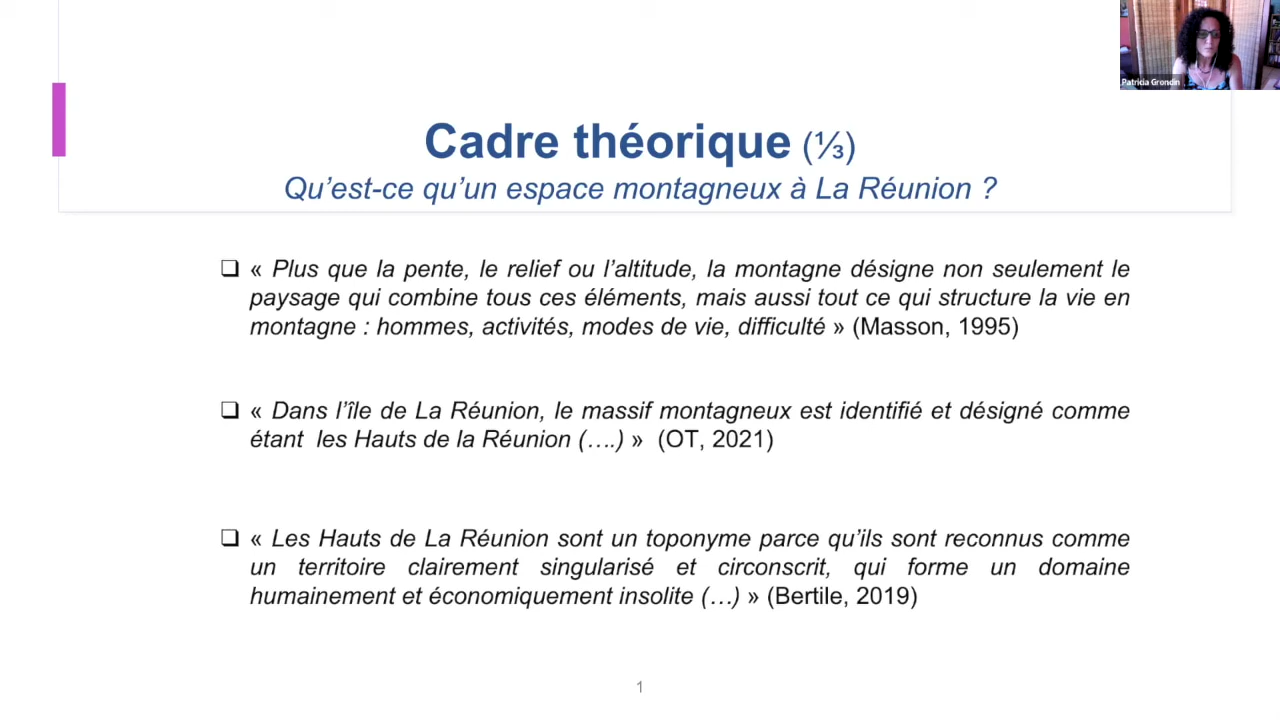 Patricia Grondin
Cadre théorique (⅓)
Qu’est-ce qu’un espace montagneux à La Réunion ?
❑ « Plus que la pente, le relief ou l’altitude, la montagne désigne non seulement le
paysage qui combine tous ces éléments, mais aussi tout ce qui structure la vie en
montagne : hommes, activités, modes de vie, difficulté » (Masson, 1995)
❑ « Dans l’île de La Réunion, le massif montagneux est identifié et désigné comme
étant les Hauts de la Réunion (….) » (OT, 2021)
❑ « Les Hauts de La Réunion sont un toponyme parce qu’ils sont reconnus comme
un territoire clairement singularisé et circonscrit, qui forme un domaine
humainement et économiquement insolite (…) » (Bertile, 2019)
1